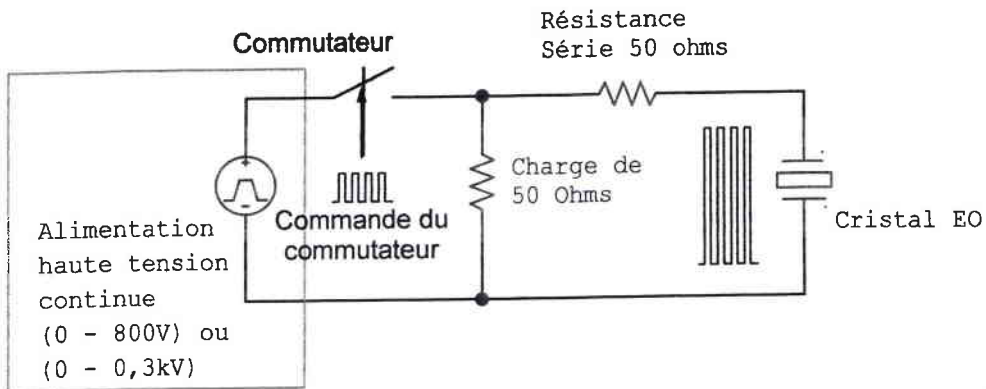 Résistance
Série 50 ohms
Commutateur
Charge de
50 Ohms
Commande du
commutateur
Cristal EO
Alimentation
haute tension
continue
(0 - 800V) ou
(0 - 0,3kV)